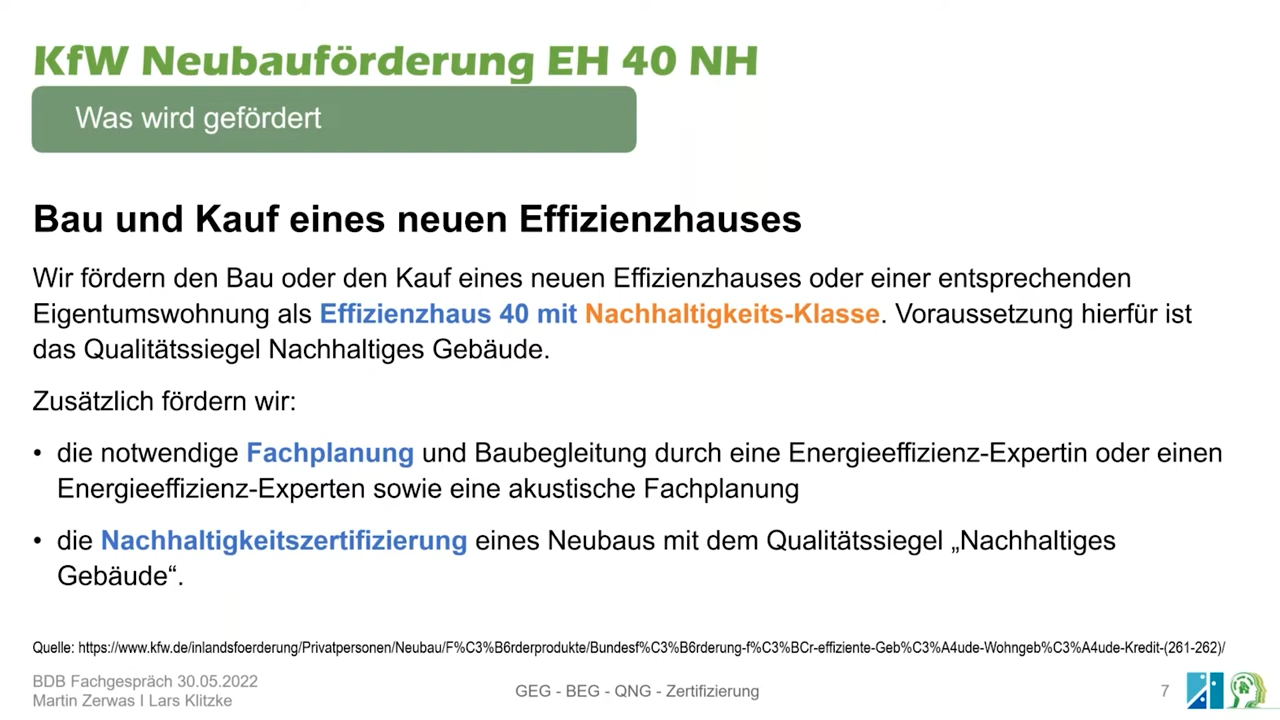 KfW Neubauförderung EH 40 NH
Was wird gefördert
Bau und Kauf eines neuen Effizienzhauses
Wir fördern den Bau oder den Kauf eines neuen Effizienzhauses oder einer entsprechenden
Eigentumswohnung als Effizienzhaus 40 mit Nachhaltigkeits-Klasse. Voraussetzung hierfür ist
das Qualitätssiegel Nachhaltiges Gebäude.
Zusätzlich fördern wir:
• die notwendige Fachplanung und Baubegleitung durch eine Energieeffizienz-Expertin oder einen
Energieeffizienz-Experten sowie eine akustische Fachplanung
• die Nachhaltigkeitszertifizierung eines Neubaus mit dem Qualitätssiegel „Nachhaltiges
Gebäude“.
Quelle: https://www.kfw.de/inlandsfoerderung/Privatpersonen/Neubau/F%C3%B6rderprodukte/Bundesf%C3%B6rderung-f%C3%BCr-effiziente-Geb%C3%A4ude-Wohngeb%C3%A4ude-Kredit-(261-262)/
BDB Fachgespräch 30.05.2022
Martin Zerwas I Lars Klitzke
GEG - BEG - QNG - Zertifizierung
7